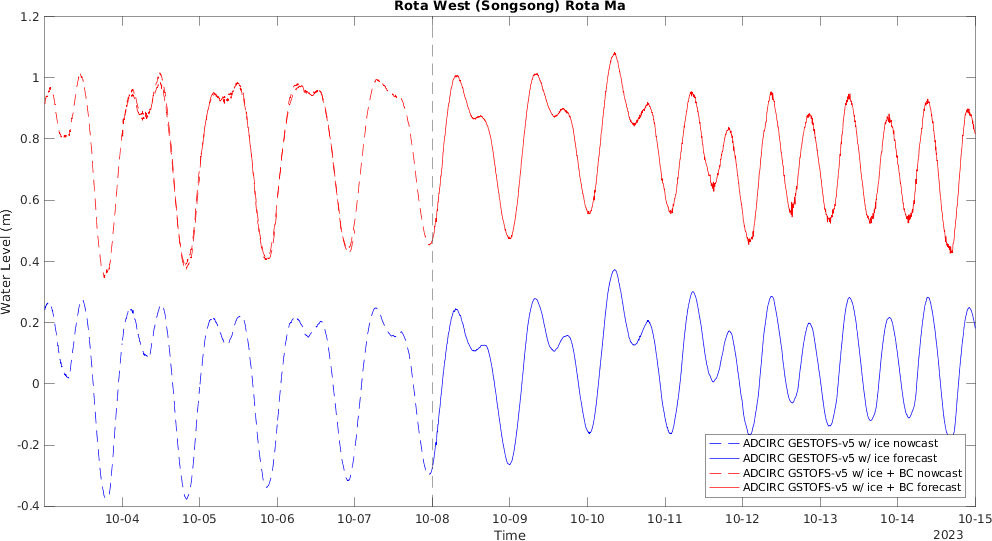 Rota West (Songsong) Rota Ma
1.2
1
0.8
0.6
0.4
0.2
0
-0.2
-0.4
Water Level (m)
ADCIRC GESTOFS-v5 w/ ice nowcast
ADCIRC GESTOFS-v5 w/ ice forecast
ADCIRC GSTOFS-v5 w/ ice + BC nowcast
ADCIRC GSTOFS-v5 w/ ice + BC forecast
10-04 10-05 10-06 10-07 10-08 10-09 10-10 10-11 10-12 10-13 10-14 10-15
Time
2023